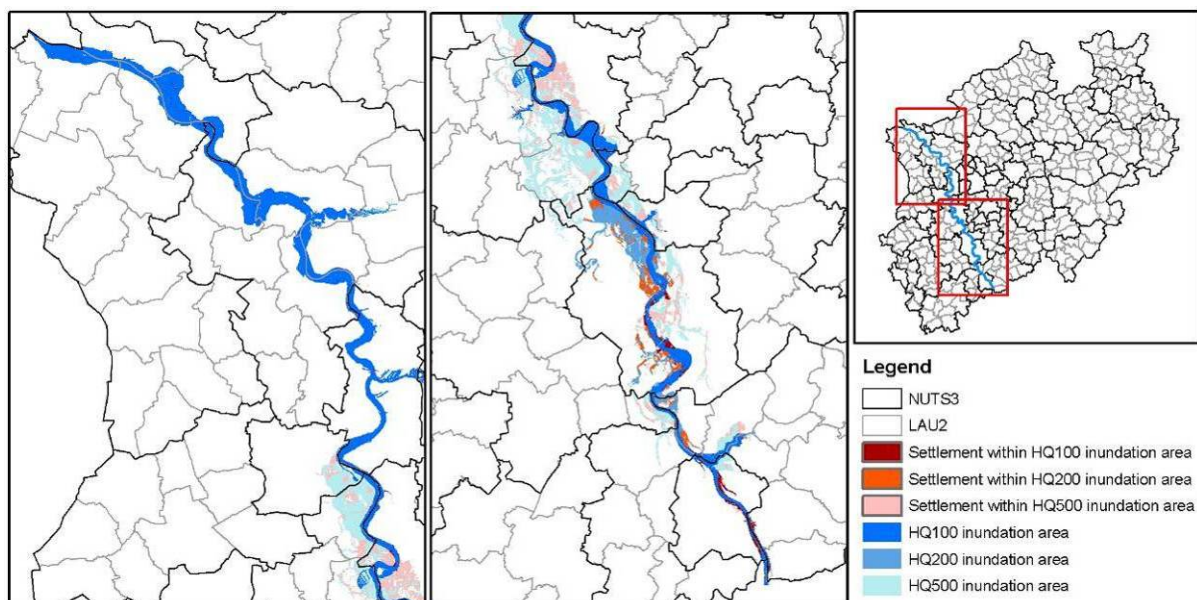 Legend
NUTS3
LAU2
Settlement within HQ100 inundation area
Settlement within HQ200 inundation area
Settlement within HQ500 inundation area
HQ100 inundation area
HQ200 inundation area
HQ500 inundation area